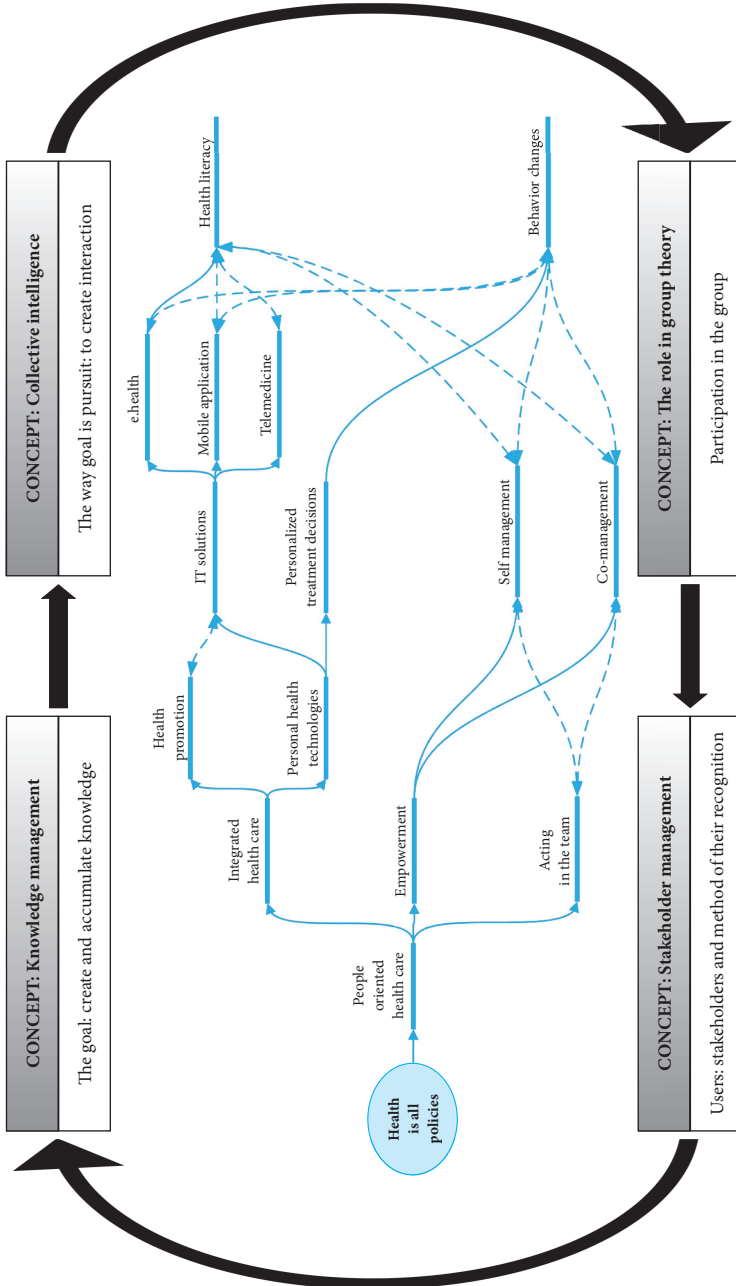 CONCEPT: Knowledge management
The goal: create and accumulate knowledge
CONCEPT: Collective intelligence
The way goal is pursuit: to create interaction
Health
is all
policies
People
oriented
health care
Integrated
health care
Empowerment
Acting
in the team
Health
promotion
Personal health
technologies
IT solutions
Personalized
treatment decisions
Self management
Co-management
e.health
Mobile application
Telemedicine
Health literacy
Behavior changes
CONCEPT: Stakeholder management
Users: stakeholders and method of their recognition
CONCEPT: The role in group theory
Participation in the group